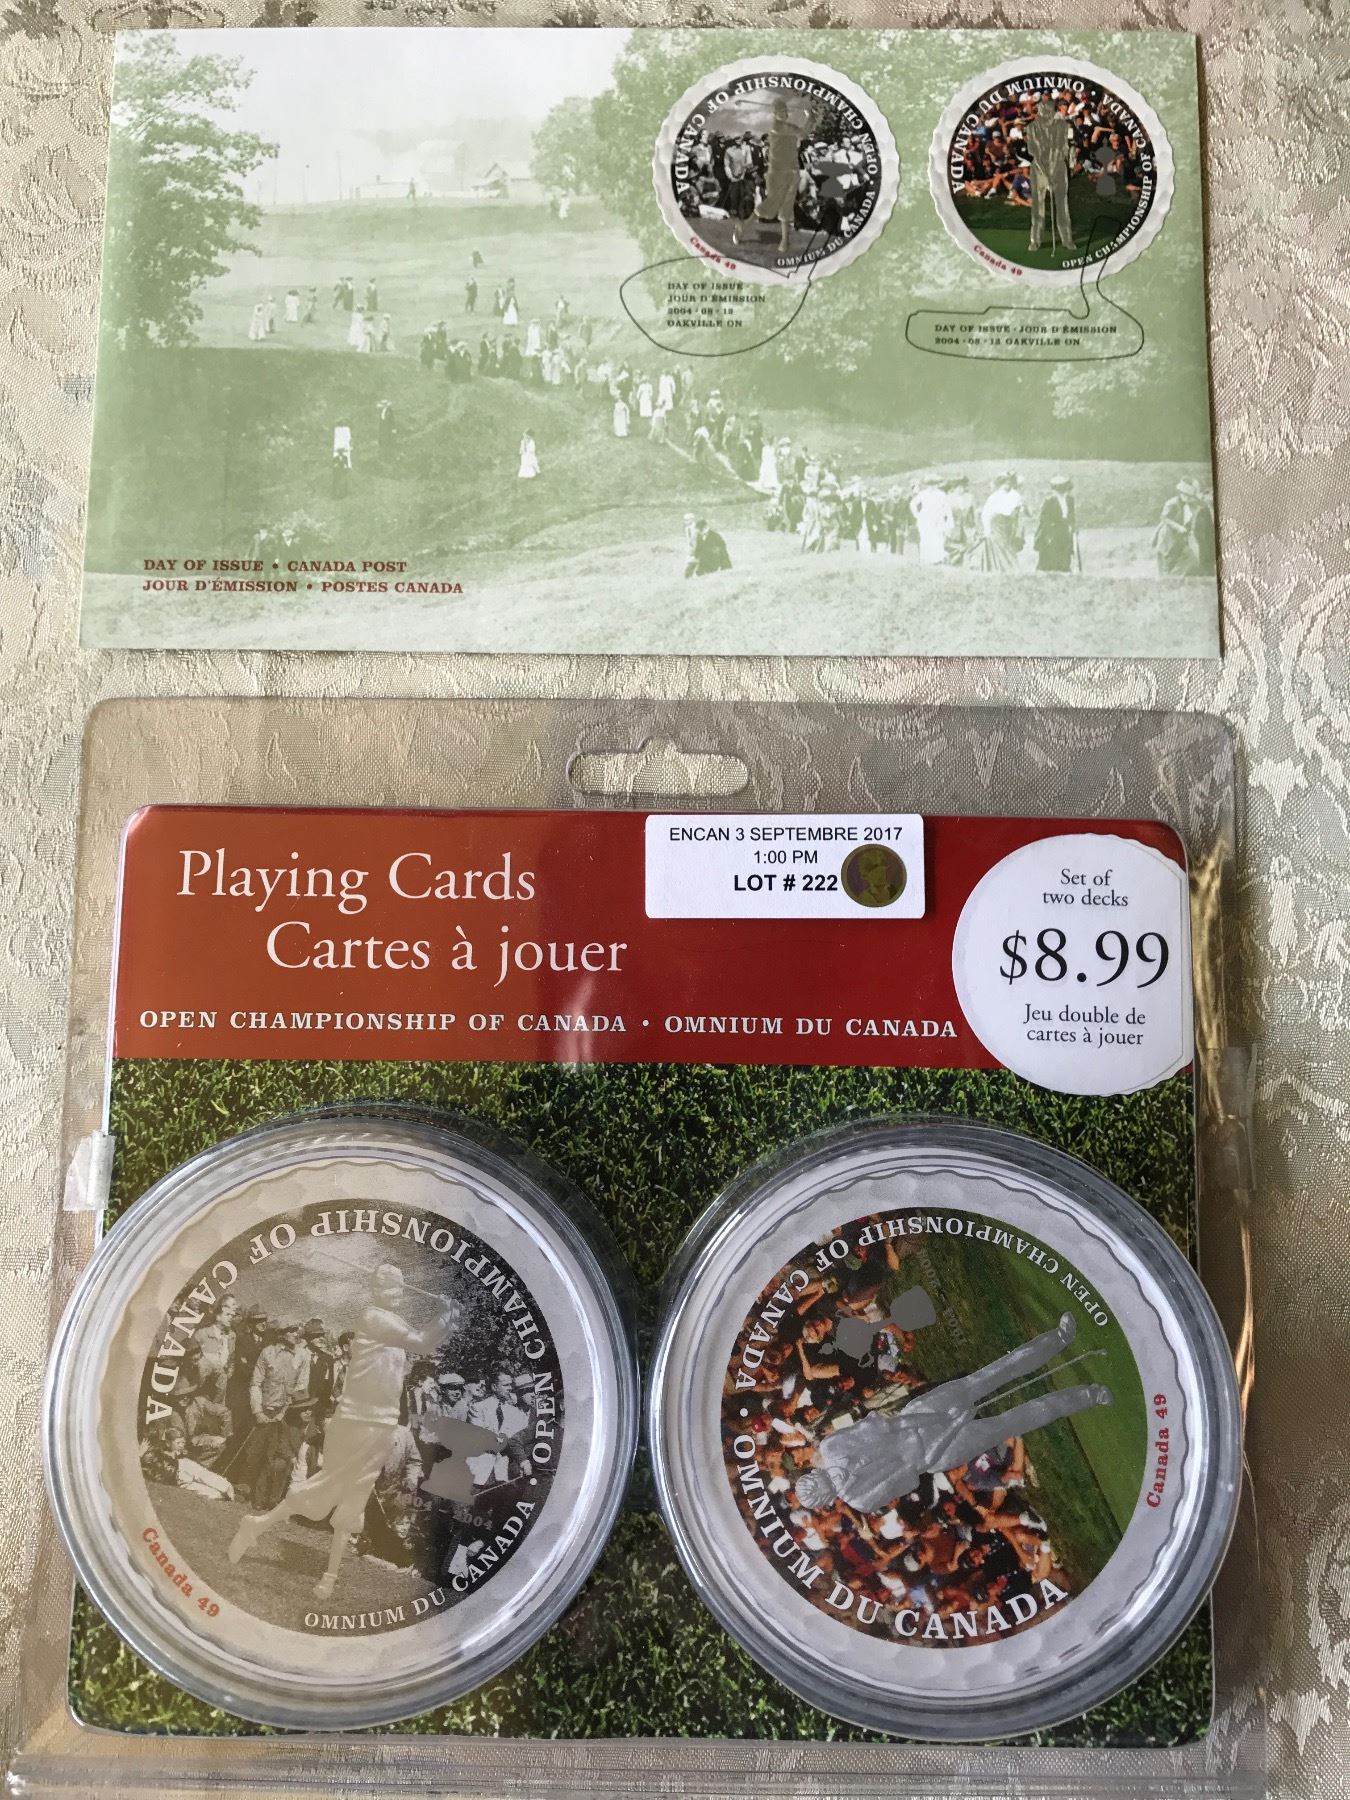 OPEN CHAMPIONSHIP OF CANADA
OMNIUM DU CANADA
Canada 49
OMNIUM DU CANADA
OPEN CHAMPIONSHIP OF CANADA
Canada 49
DAY OF ISSUE ·
JOUR D'ÉMISSION
2004 · 08 · 12
OAKVILLE ON
DAY OF ISSUE · JOUR D'ÉMISSION
2004 · 08 · 12 OAKVILLE ON
DAY OF ISSUE • CANADA POST
JOUR D'ÉMISSION • POSTES CANADA
Playing Cards
Cartes à jouer
ENCAN 3 SEPTEMBRE 2017
1:00 PM
LOT # 222
Set of
two decks
$8.99
Jeu double de
cartes à jouer
OPEN CHAMPIONSHIP OF CANADA • OMNIUM DU CANADA
OPEN CHAMPIONSHIP OF CANADA
OMNIUM DU CANADA
1904 - 2004
Canada 49
OPEN CHAMPIONSHIP OF CANADA
OMNIUM DU CANADA
Canada 49